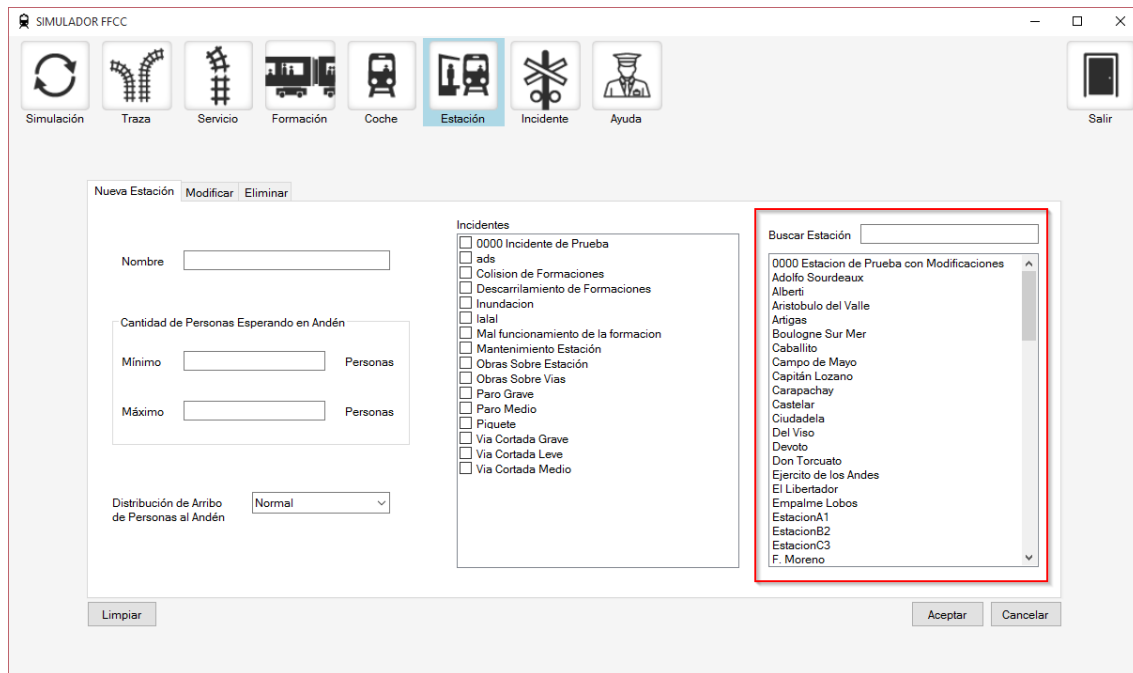 SIMULADOR FFCC
Simulación
Traza
Servicio
Formación
Coche
Estación
Incidente
Ayuda
Salir
Nueva Estación
Modificar
Eliminar
Nombre
Cantidad de Personas Esperando en Andén
Mínimo
Personas
Máximo
Personas
Distribución de Arribo
de Personas al Andén
Normal
Incidentes
0000 Incidente de Prueba
ads
Colision de Formaciones
Descarrilamiento de Formaciones
Inundacion
lalal
Mal funcionamiento de la formacion
Mantenimiento Estación
Obras Sobre Estación
Obras Sobre Vias
Paro Grave
Paro Medio
Piquete
Via Cortada Grave
Via Cortada Leve
Via Cortada Medio
Buscar Estación
0000 Estacion de Prueba con Modificaciones
Adolfo Sourdeaux
Alberti
Aristobulo del Valle
Artigas
Boulogne Sur Mer
Caballito
Campo de Mayo
Capitán Lozano
Carapachay
Castelar
Ciudadela
Del Viso
Devoto
Don Torcuato
Ejercito de los Andes
El Libertador
Empalme Lobos
EstacionA1
EstacionB2
EstacionC3
F. Moreno
Limpiar
Aceptar
Cancelar